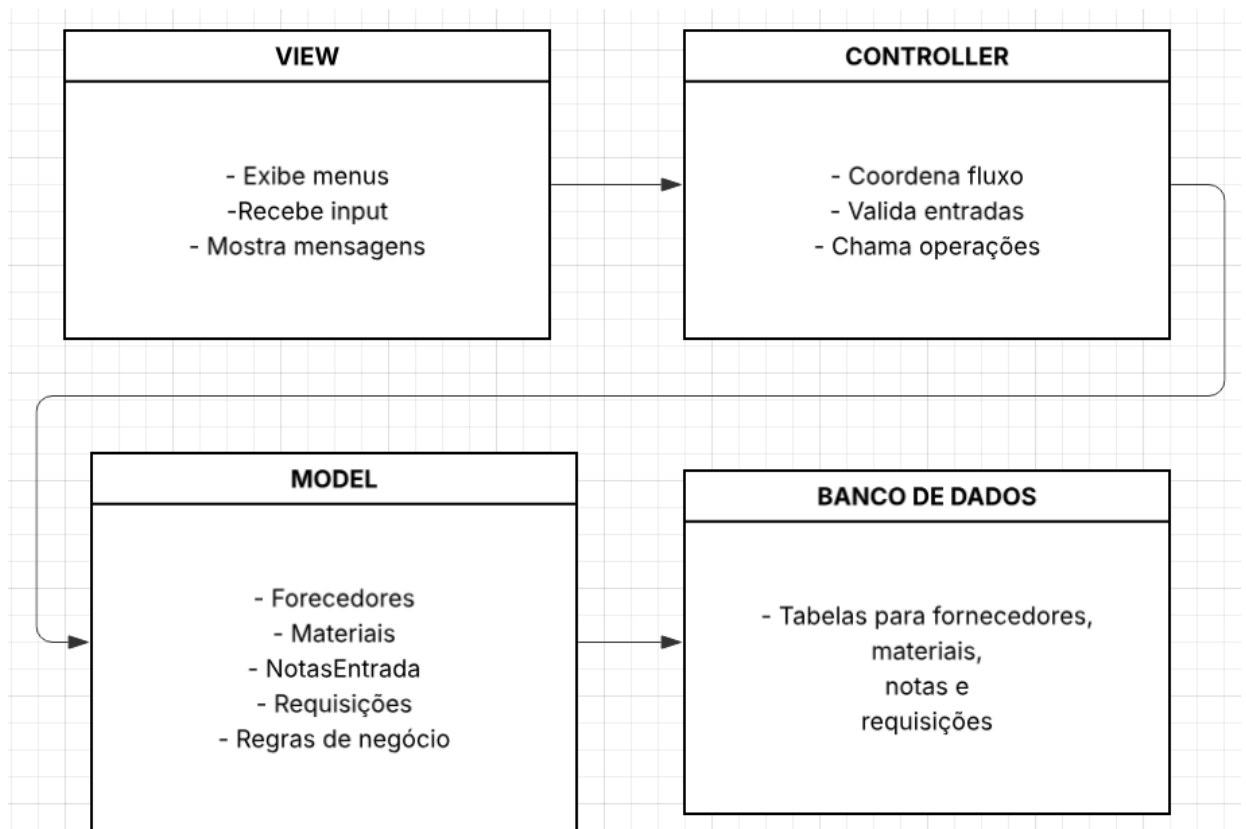 VIEW
- Exibe menus
-Recebe input
- Mostra mensagens
CONTROLLER
- Coordena fluxo
- Valida entradas
- Chama operações
MODEL
- Forecedores
- Materiais
- NotasEntrada
- Requisições
- Regras de negócio
BANCO DE DADOS
- Tabelas para fornecedores,
materiais,
notas e
requisições